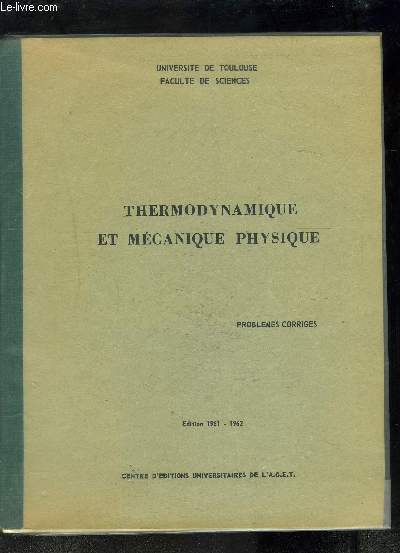 Le-livre.com
UNIVERSITE DE TOULOUSE
FACULTE DE SCIENCES
THERMODYNAMIQUE
ET MÉCANIQUE PHYSIQUE
PROBLEMES CORRIGES
Edition 1961 - 1962
CENTRE D'EDITIONS UNIVERSITAIRES DE L'A.G.E.T.